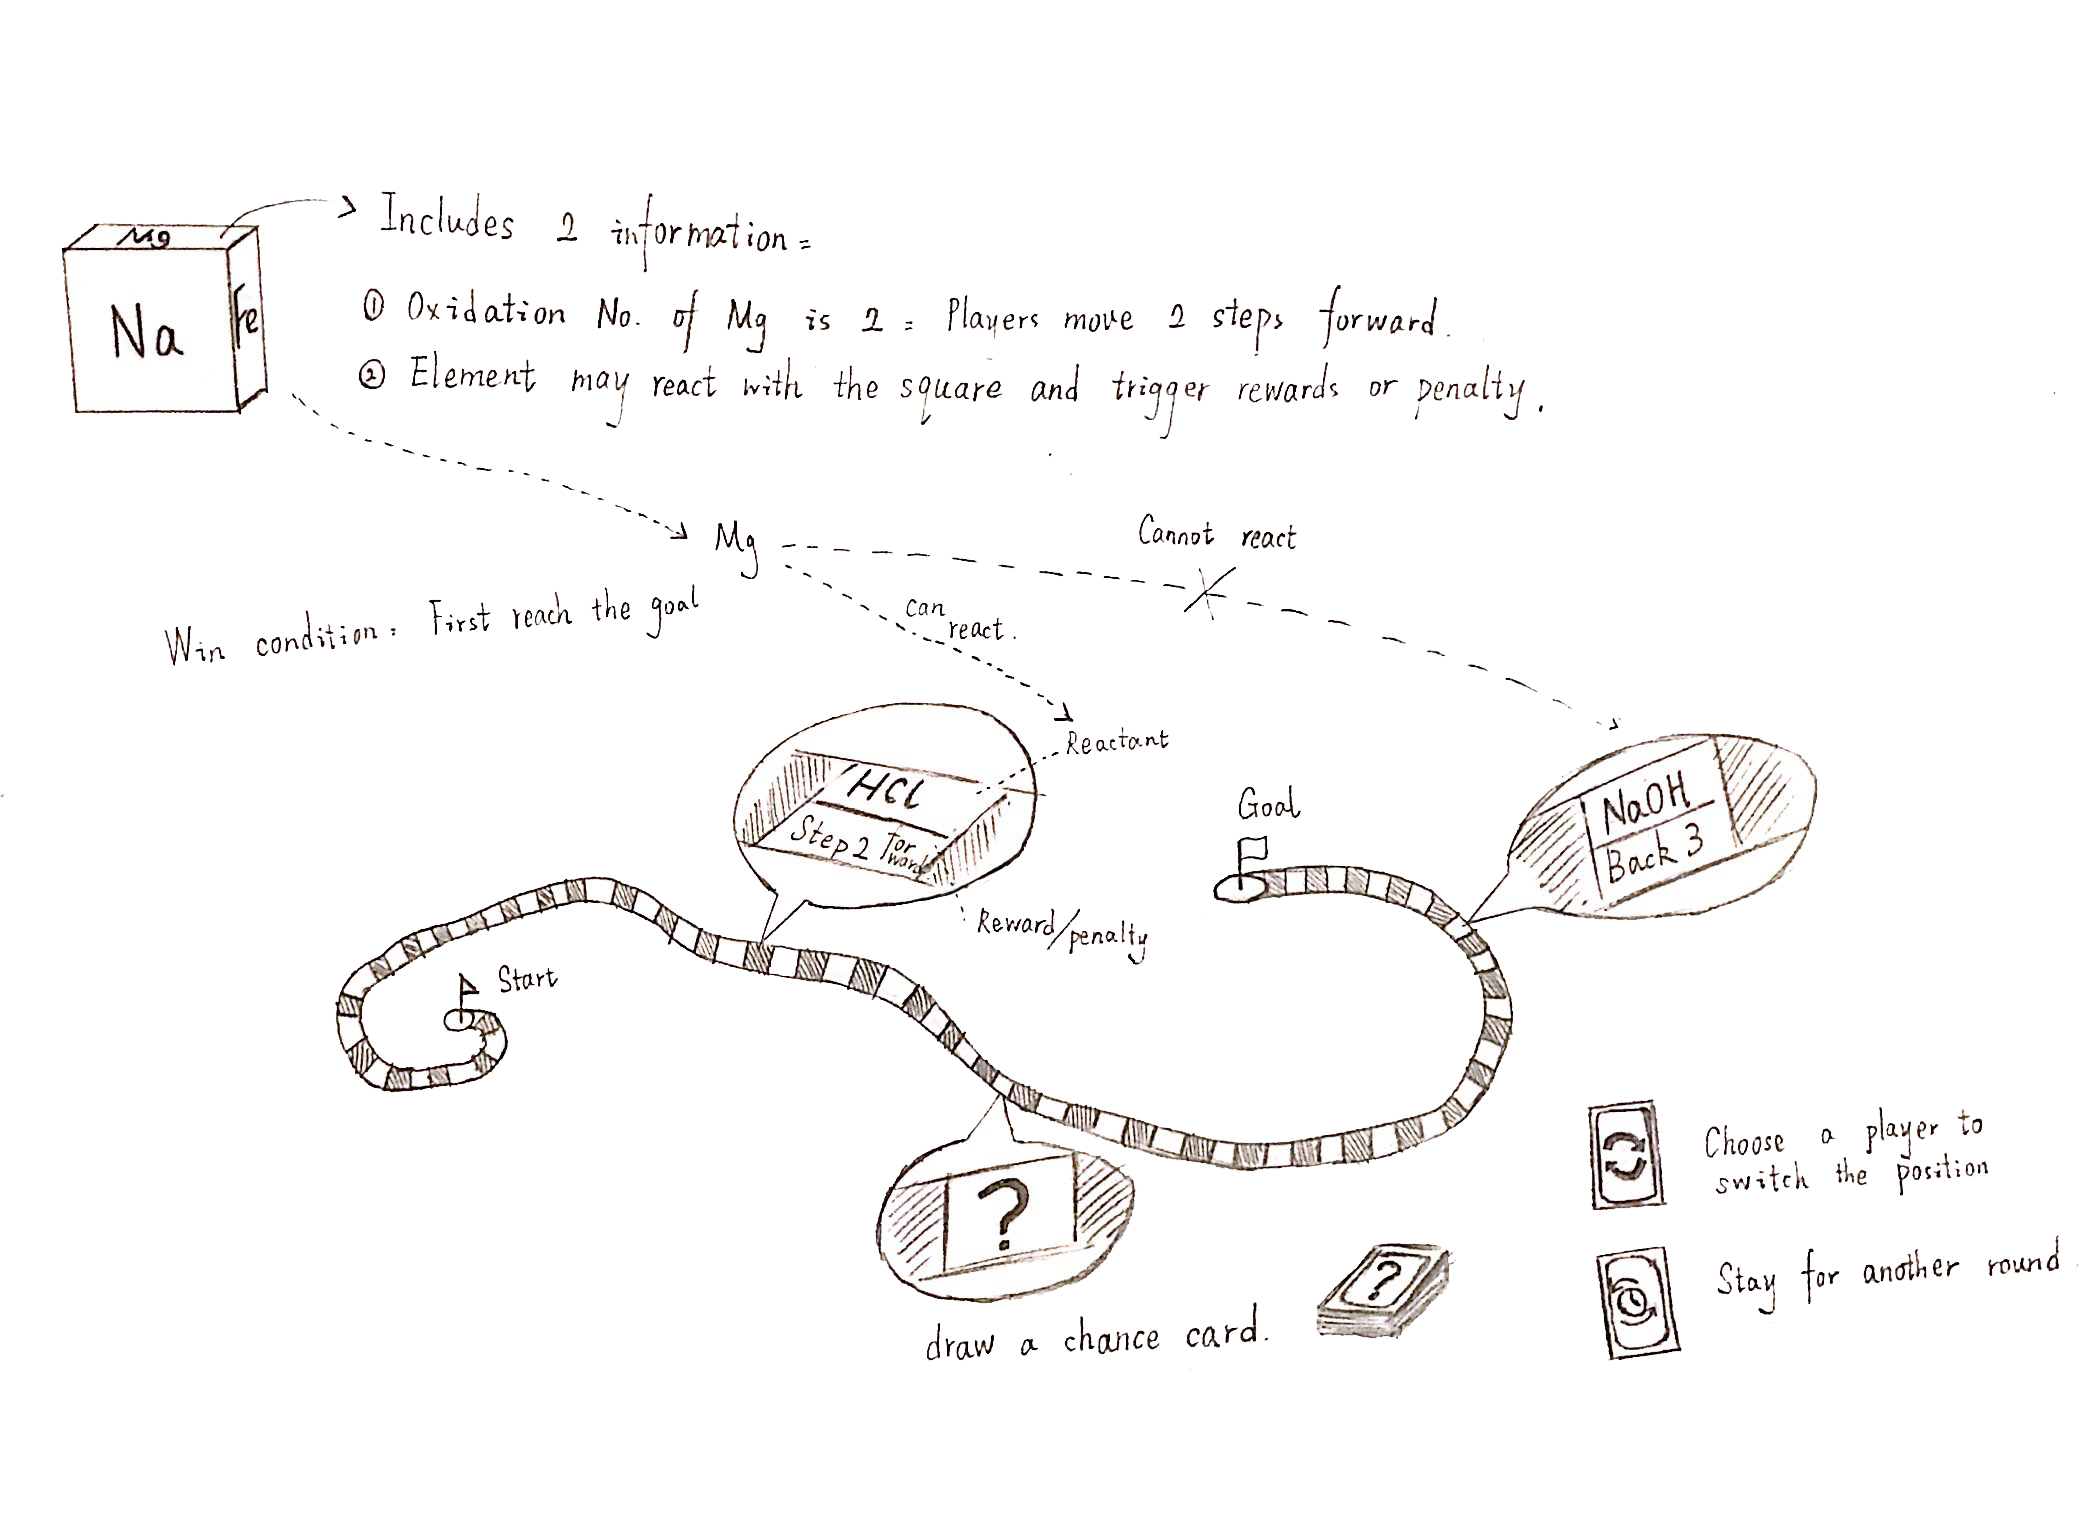 Mg
Na
Fe
Includes 2 information =
① Oxidation No. of Mg is 2 = Players move 2 steps forward.
② Element may react with the square and trigger rewards or penalty.
Mg
Cannot react
can
react.
Win condition: First reach the goal
Reactant
HCl
Step 2 for
ward
Reward/penalty
Goal
NaOH
Back 3
Start
?
draw a chance card.
?
Choose a player to
switch the position
Stay for another round